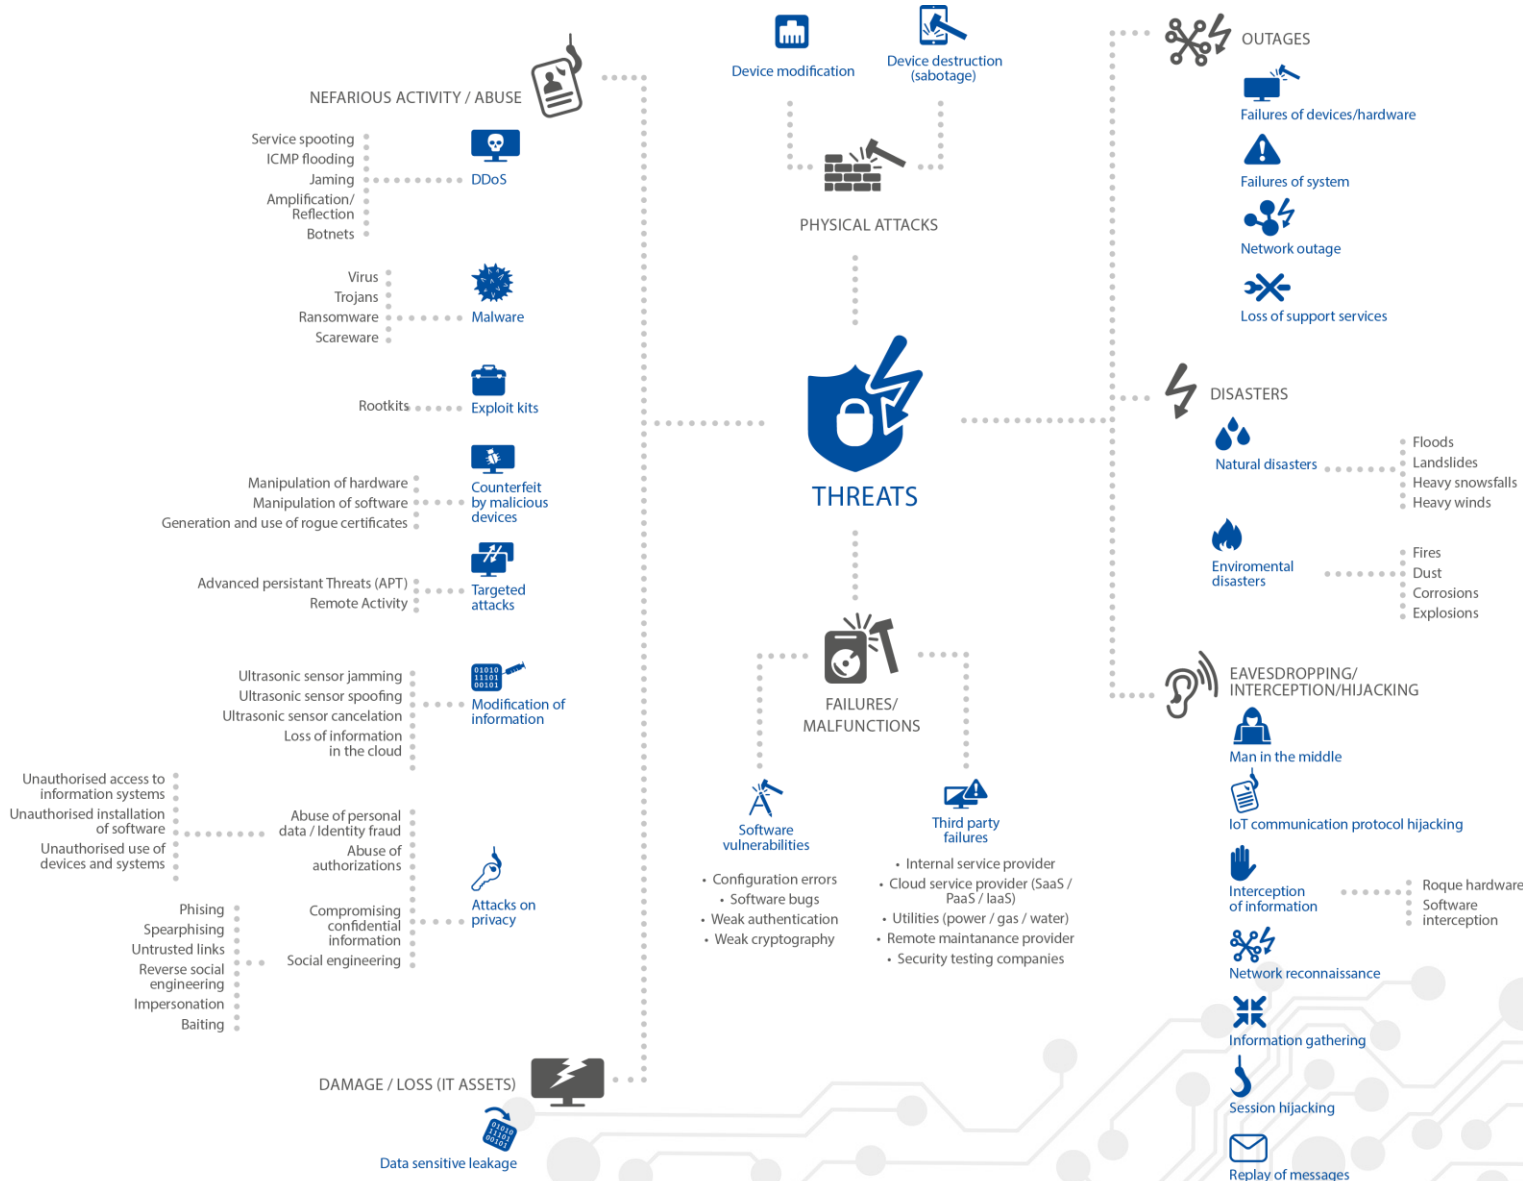 NEFARIOUS ACTIVITY / ABUSE
Service spooting
ICMP flooding
Jaming
Amplification/
Reflection
Botnets
DDoS
Virus
Trojans
Ransomware
Scareware
Malware
Rootkits
Exploit kits
Manipulation of hardware
Manipulation of software
Generation and use of rogue certificates
Counterfeit
by malicious
devices
Advanced persistant Threats (APT)
Remote Activity
Targeted
attacks
01010
11101
00101
Ultrasonic sensor jamming
Ultrasonic sensor spoofing
Ultrasonic sensor cancelation
Loss of information
in the cloud
Modification of
information
Unauthorised access to
information systems
Unauthorised installation
of software
Unauthorised use of
devices and systems
Abuse of personal
data / Identity fraud
Abuse of
authorizations
Compromising
confidential
information
Social engineering
Attacks on
privacy
Phising
Spearphising
Untrusted links
Reverse social
engineering
Impersonation
Baiting
DAMAGE / LOSS (IT ASSETS)
01010
11101
00101
Data sensitive leakage
Device modification
Device destruction
(sabotage)
PHYSICAL ATTACKS
THREATS
FAILURES/
MALFUNCTIONS
Software
vulnerabilities
• Configuration errors
• Software bugs
• Weak authentication
• Weak cryptography
Third party
failures
• Internal service provider
• Cloud service provider (SaaS /
PaaS / IaaS)
• Utilities (power / gas / water)
• Remote maintanance provider
• Security testing companies
OUTAGES
Failures of devices/hardware
Failures of system
Network outage
Loss of support services
DISASTERS
Natural disasters
Floods
Landslides
Heavy snowsfalls
Heavy winds
Enviromental
disasters
Fires
Dust
Corrosions
Explosions
EAVESDROPPING/
INTERCEPTION/HIJACKING
Man in the middle
IoT communication protocol hijacking
Interception
of information
Roque hardware
Software
interception
Network reconnaissance
Information gathering
Session hijacking
Replay of messages